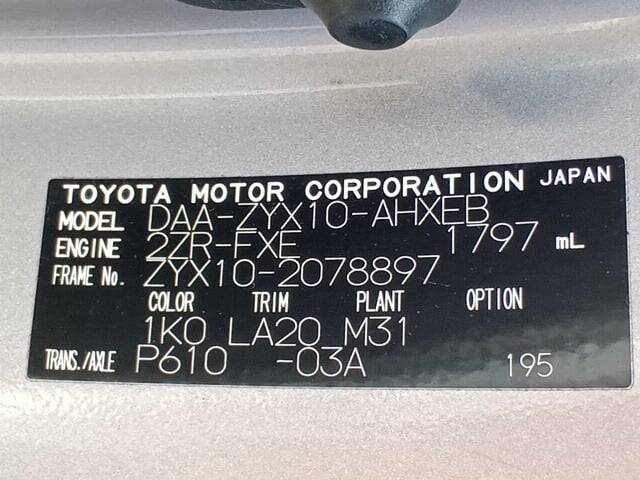 TOYOTA MOTOR CORPORATION JAPAN
MODEL DAA-ZYX10-AHXEB
ENGINE 2ZR-FXE 1797 mL
FRAME No. ZYX10-2078897
COLOR TRIM PLANT OPTION
1K0 LA20 M31
TRANS./AXLE P610 -03A 195